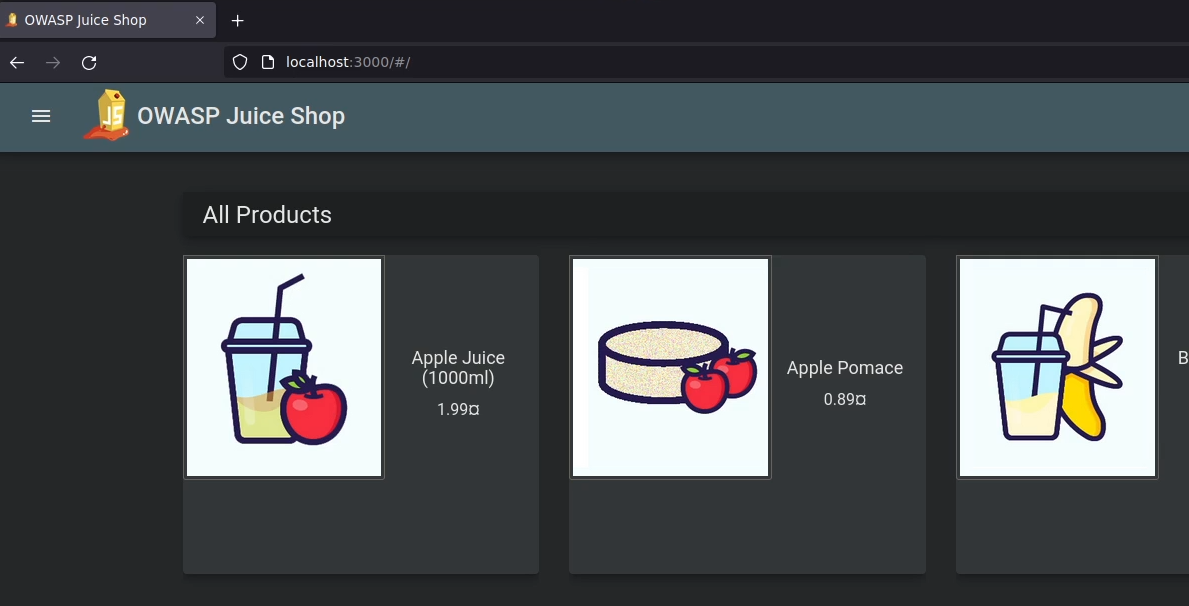 OWASP Juice Shop
localhost:3000/#/
JS
OWASP Juice Shop
All Products
Apple Juice
(1000ml)
1.99¤
Apple Pomace
0.89¤
B